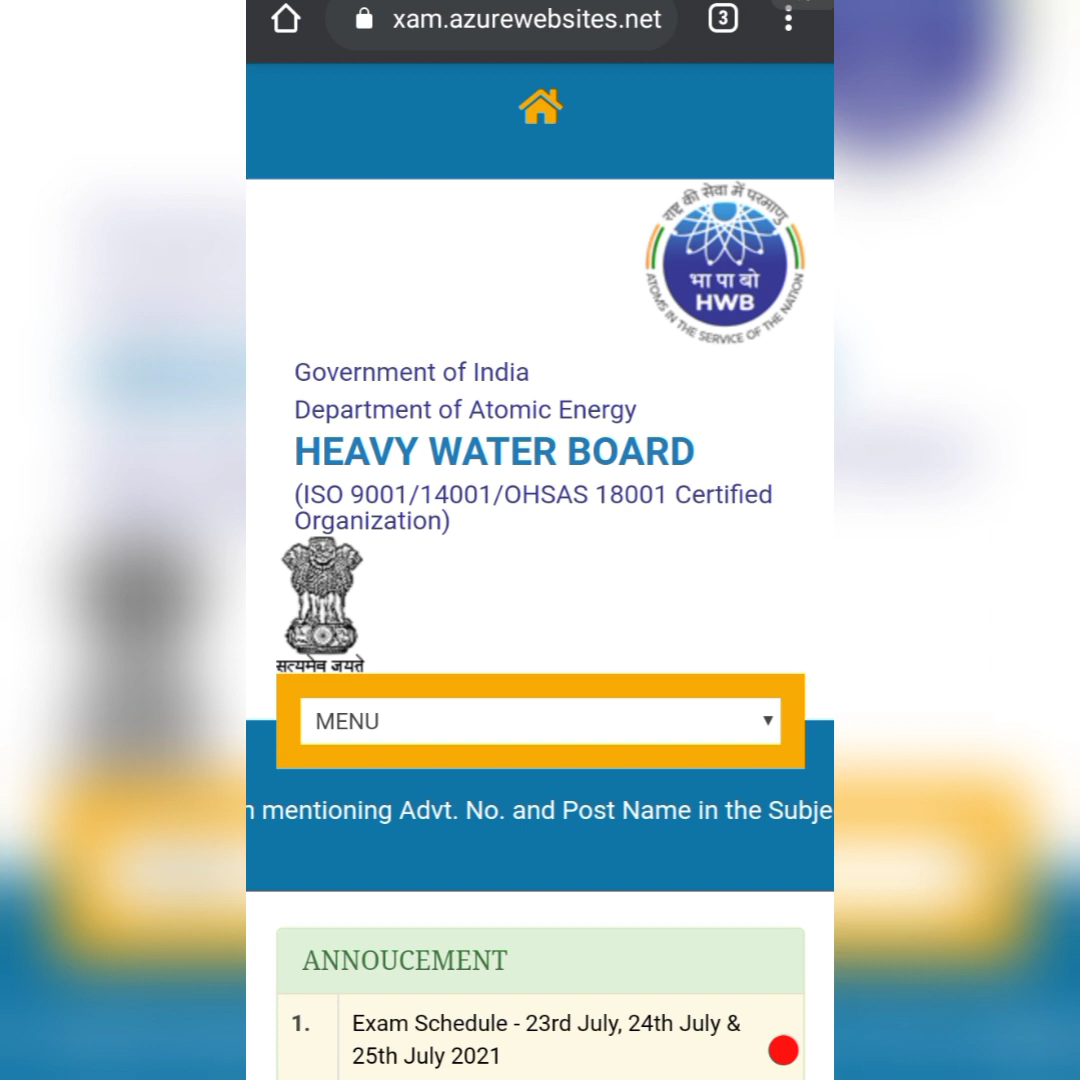 xam.azurewebsites.net
3
राष्ट्र की सेवा में परमाणु
भा पा बो
HWB
ATOMS IN THE SERVICE OF THE NATION
Government of India
Department of Atomic Energy
HEAVY WATER BOARD
(ISO 9001/14001/OHSAS 18001 Certified
Organization)
सत्यमेव जयते
MENU
mentioning Advt. No. and Post Name in the Subje
ANNOUCEMENT
1. Exam Schedule - 23rd July, 24th July &
25th July 2021